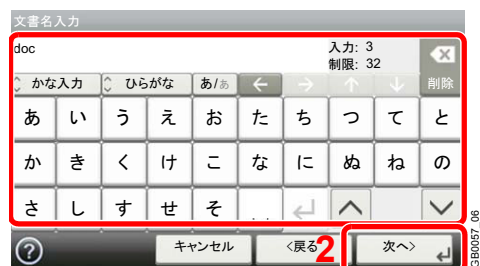 文書名入力
doc
入力: 3
制限: 32
かな入力 ひらがな あ/ぁ ← → ↑ ↓ 削除
あ い う え お た ち つ て と
か き く け こ な に ぬ ね の
さ し す せ そ
? キャンセル <戻る 2 次へ>
GB0057_06